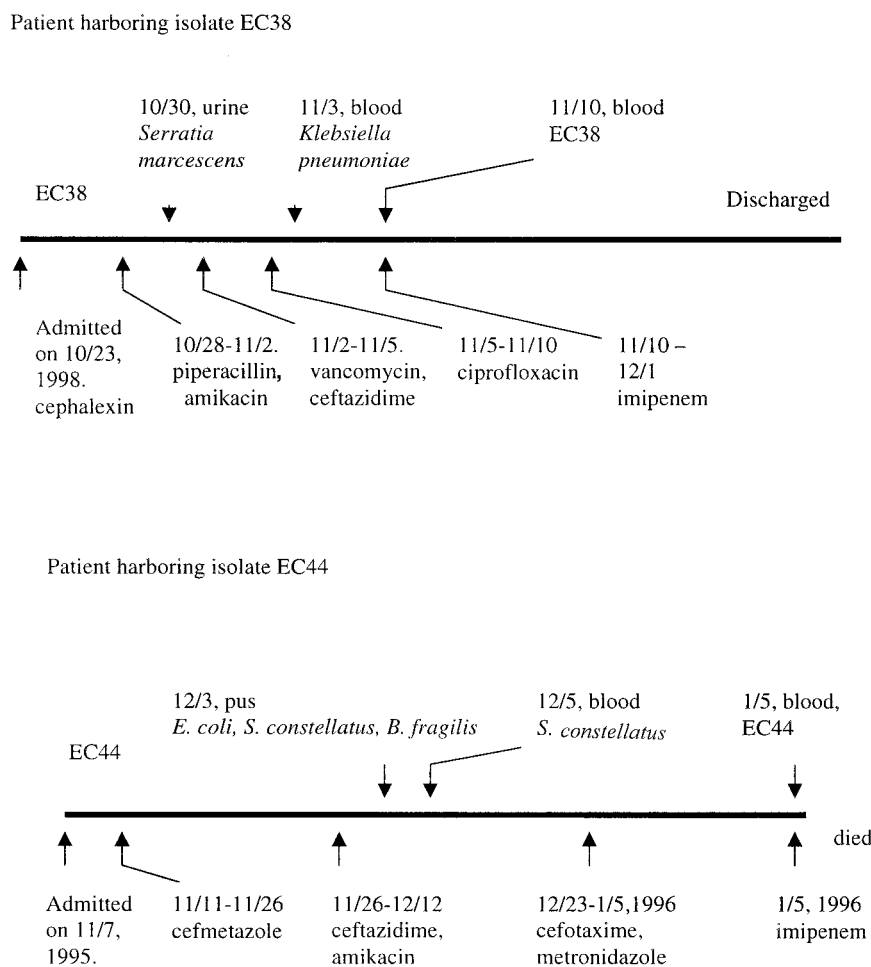 Patient harboring isolate EC38
10/30, urine
Serratia
marcescens
11/3, blood
Klebsiella
pneumoniae
11/10, blood
EC38
EC38
Discharged
Admitted
on 10/23,
1998.
cephalexin
10/28-11/2.
piperacillin,
amikacin
11/2-11/5.
vancomycin,
ceftazidime
11/5-11/10
ciprofloxacin
11/10 –
12/1
imipenem
Patient harboring isolate EC44
12/3, pus
E. coli, S. constellatus, B. fragilis
12/5, blood
S. constellatus
1/5, blood,
EC44
EC44
died
Admitted
on 11/7,
1995.
11/11-11/26
cefmetazole
11/26-12/12
ceftazidime,
amikacin
12/23-1/5,1996
cefotaxime,
metronidazole
1/5, 1996
imipenem